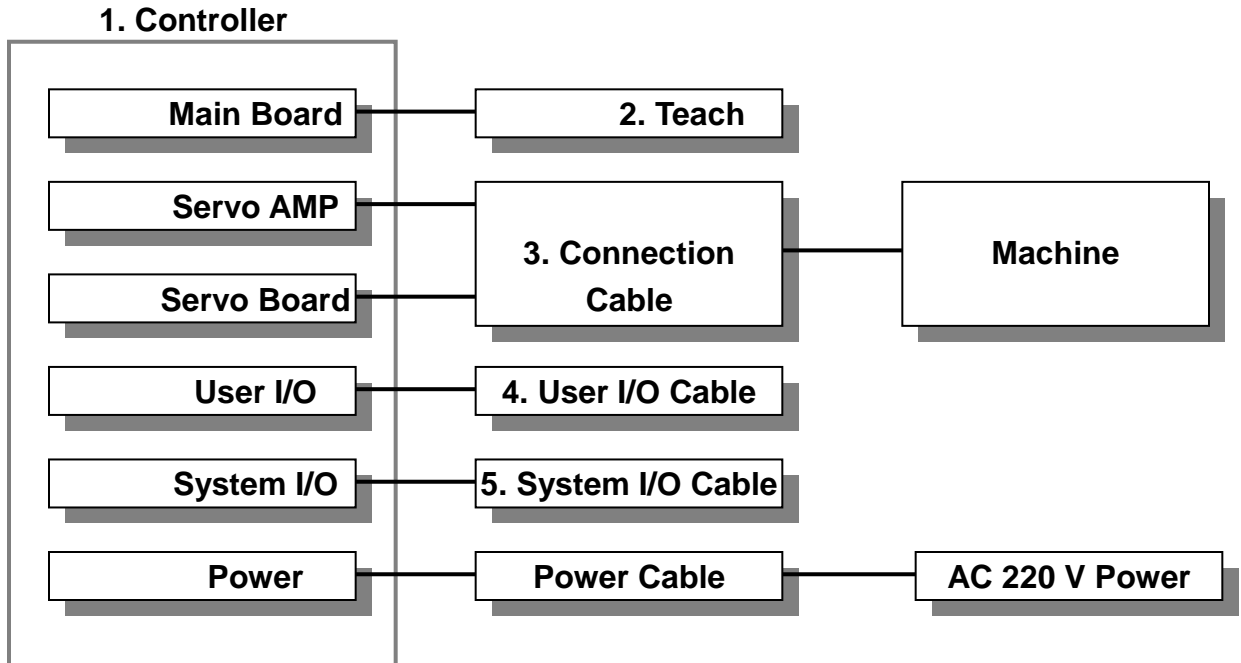 1. Controller
Main Board
2. Teach
Servo AMP
3. Connection
Cable
Machine
Servo Board
User I/O
4. User I/O Cable
System I/O
5. System I/O Cable
Power
Power Cable
AC 220 V Power